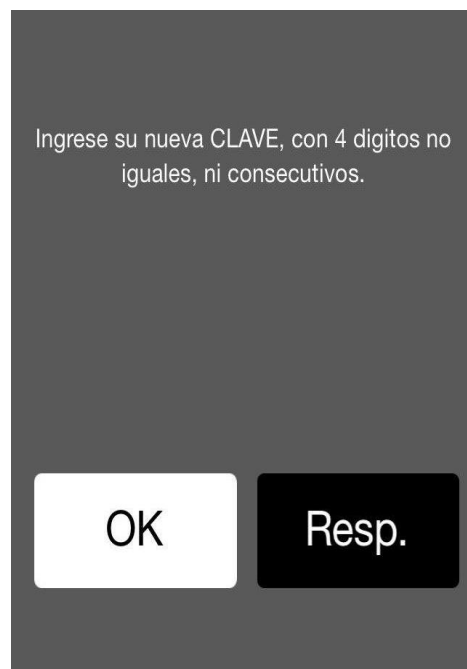 Ingrese su nueva CLAVE, con 4 digitos no
iguales, ni consecutivos.
OK
Resp.